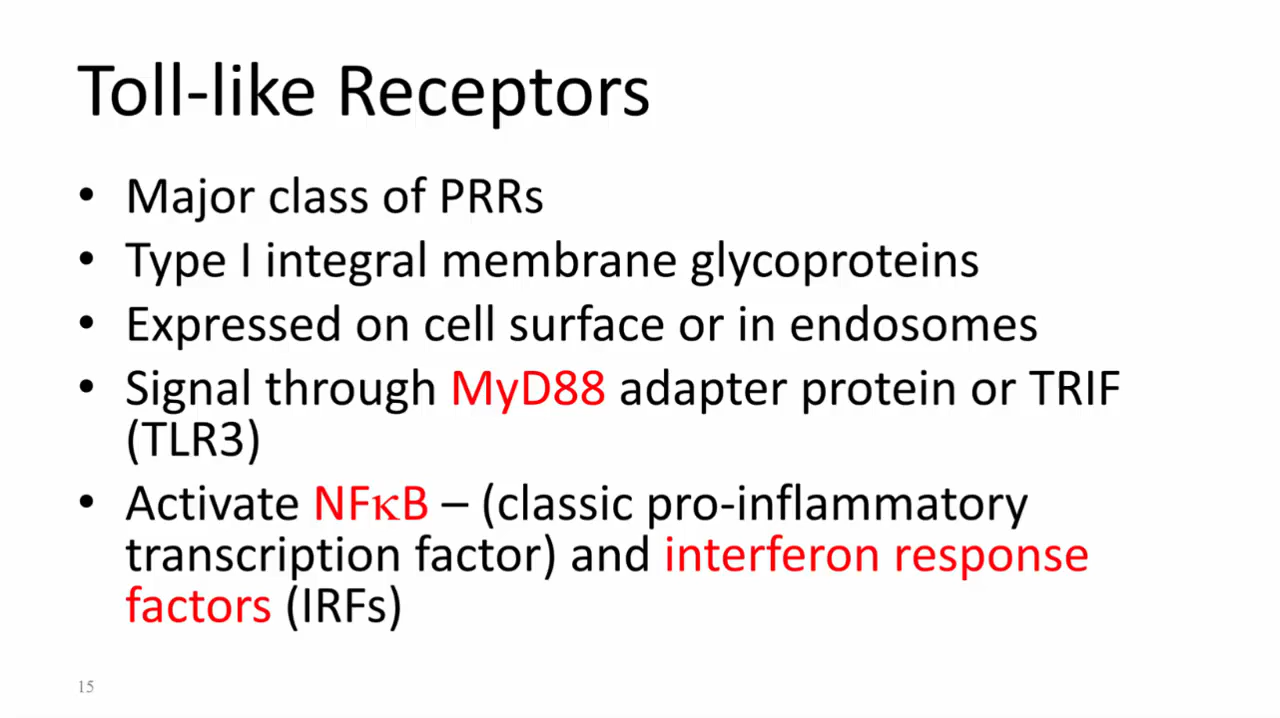 Toll-like Receptors
• Major class of PRRs
• Type I integral membrane glycoproteins
• Expressed on cell surface or in endosomes
• Signal through MyD88 adapter protein or TRIF
(TLR3)
• Activate NFκB – (classic pro-inflammatory
transcription factor) and interferon response
factors (IRFs)
15